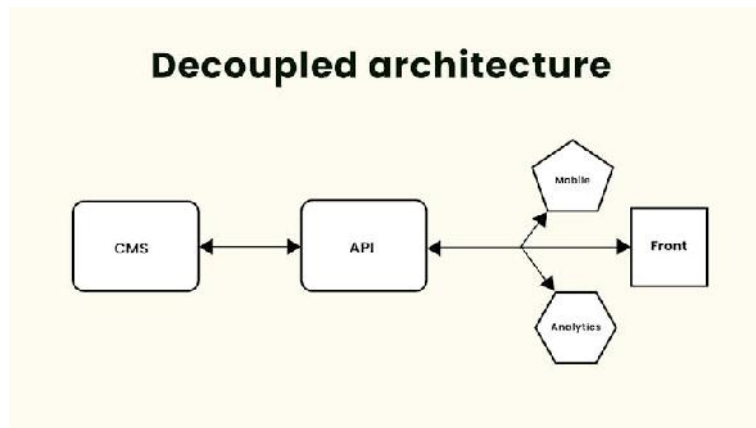 Decoupled architecture
CMS
API
Mobile
Front
Analytics